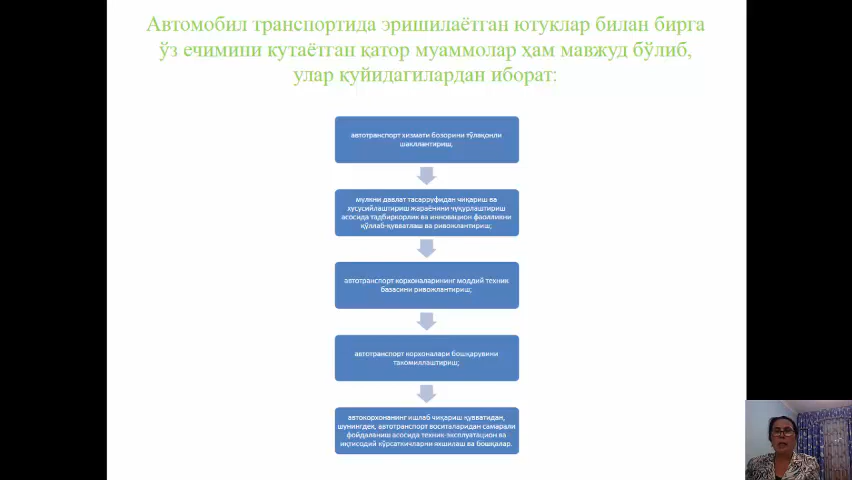 Автомобил транспортида эришилаётган ютуклар билан бирга
ўз ечимини кутаётган қатор муаммолар ҳам мавжуд бўлиб,
улар қуйидагилардан иборат:
автотранспорт хизмати бозорини тўлақонли
шакллантириш;
мулкни давлат тасарруфидан чиқариш ва
хусусийлаштириш жараёнини чуқурлаштириш
асосида тадбиркорлик ва инновацион фаолликни
қўллаб-қувватлаш ва ривожлантириш;
автотранспорт корхоналарининг моддий техник
базасини ривожлантириш;
автотранспорт корхоналари бошқарувини
такомиллаштириш;
автокорхонанинг ишлаб чиқариш қувватидан,
шунингдек, автотранспорт воситаларидан самарали
фойдаланиш асосида техник-эксплуатацион ва
иқтисодий кўрсаткичларни яхшилаш ва бошқалар.